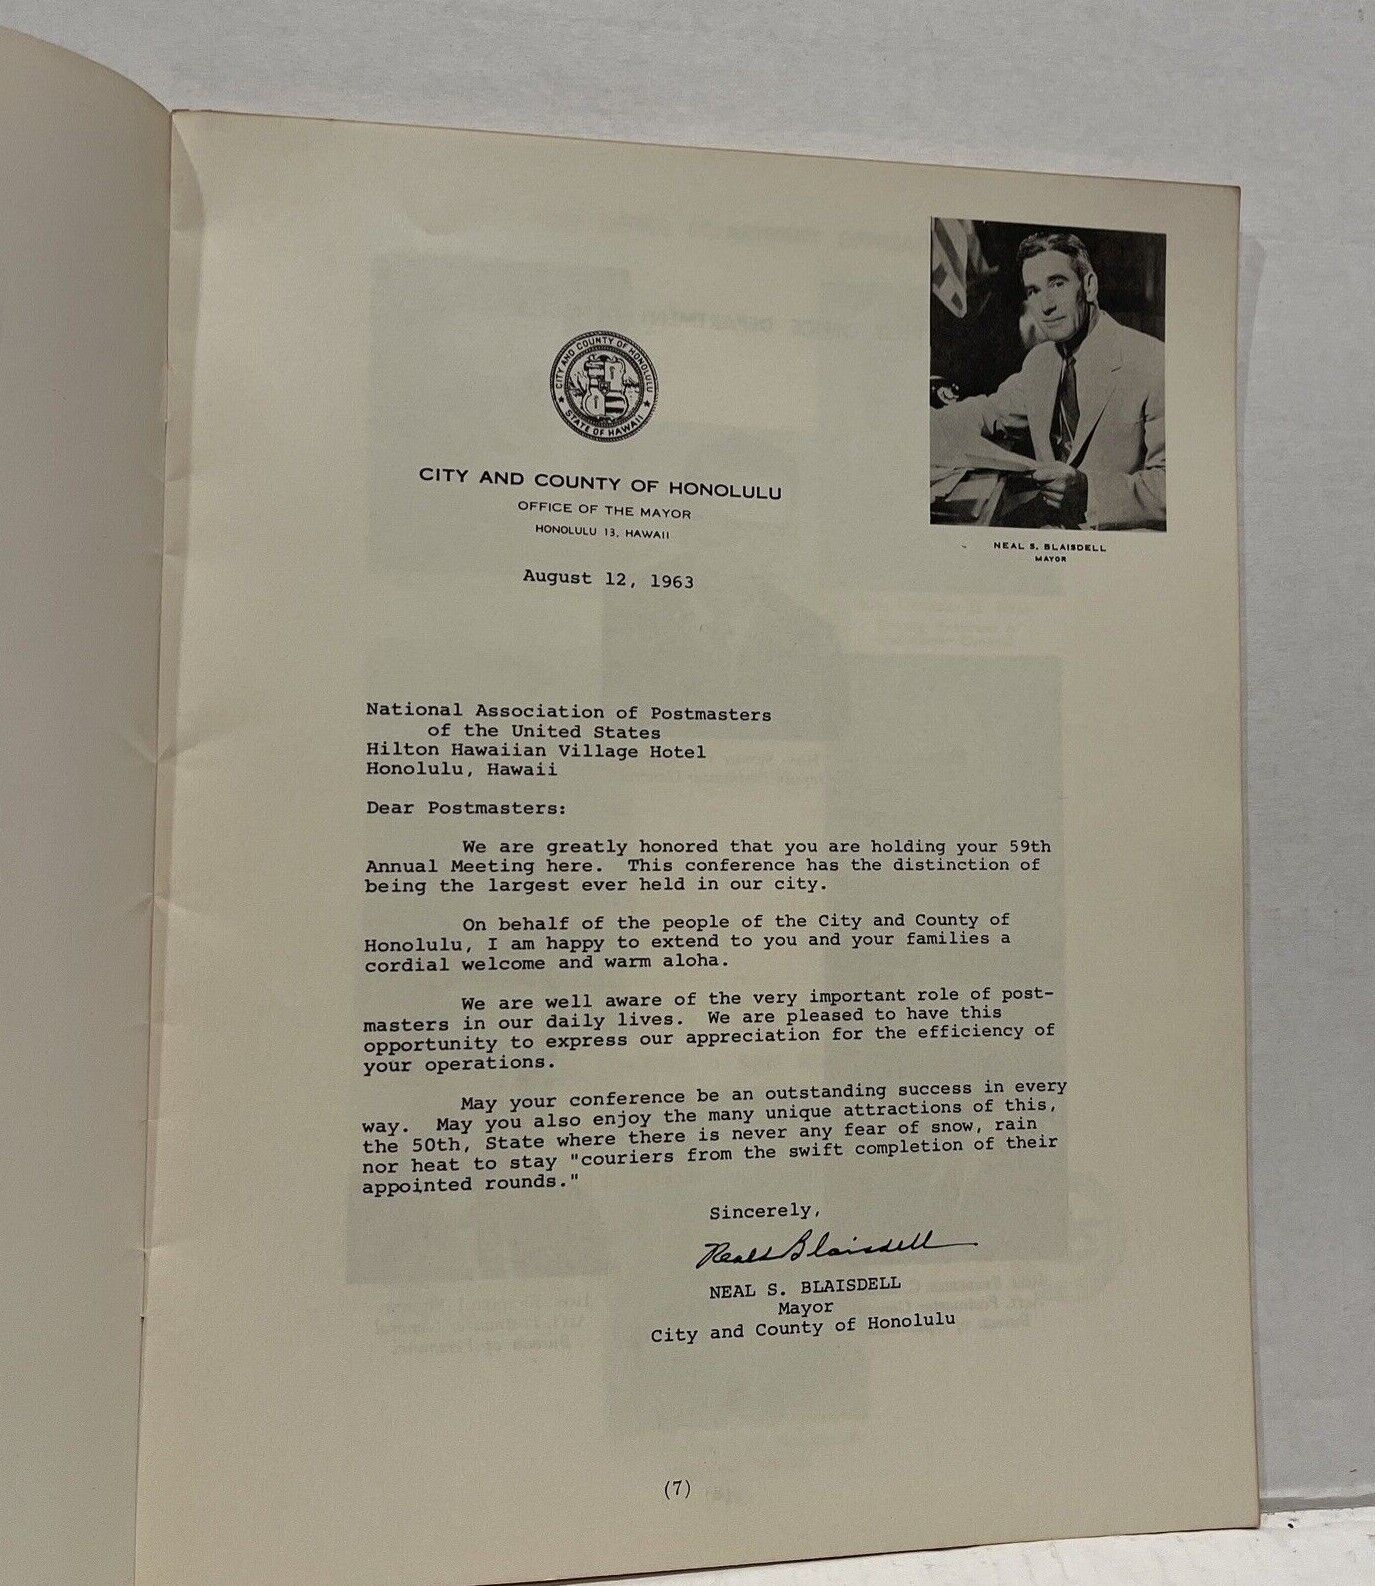 CITY AND COUNTY OF HONOLULU
STATE OF HAWAII
CITY AND COUNTY OF HONOLULU
OFFICE OF THE MAYOR
HONOLULU 13, HAWAII
NEAL S. BLAISDELL
MAYOR
August 12, 1963
National Association of Postmasters
of the United States
Hilton Hawaiian Village Hotel
Honolulu, Hawaii
Dear Postmasters:
We are greatly honored that you are holding your 59th
Annual Meeting here. This conference has the distinction of
being the largest ever held in our city.
On behalf of the people of the City and County of
Honolulu, I am happy to extend to you and your families a
cordial welcome and warm aloha.
We are well aware of the very important role of post-
masters in our daily lives. We are pleased to have this
opportunity to express our appreciation for the efficiency of
your operations.
May your conference be an outstanding success in every
way. May you also enjoy the many unique attractions of this,
the 50th, State where there is never any fear of snow, rain
nor heat to stay "couriers from the swift completion of their
appointed rounds."
Sincerely,
Neal S Blaisdell
NEAL S. BLAISDELL
Mayor
City and County of Honolulu
(7)